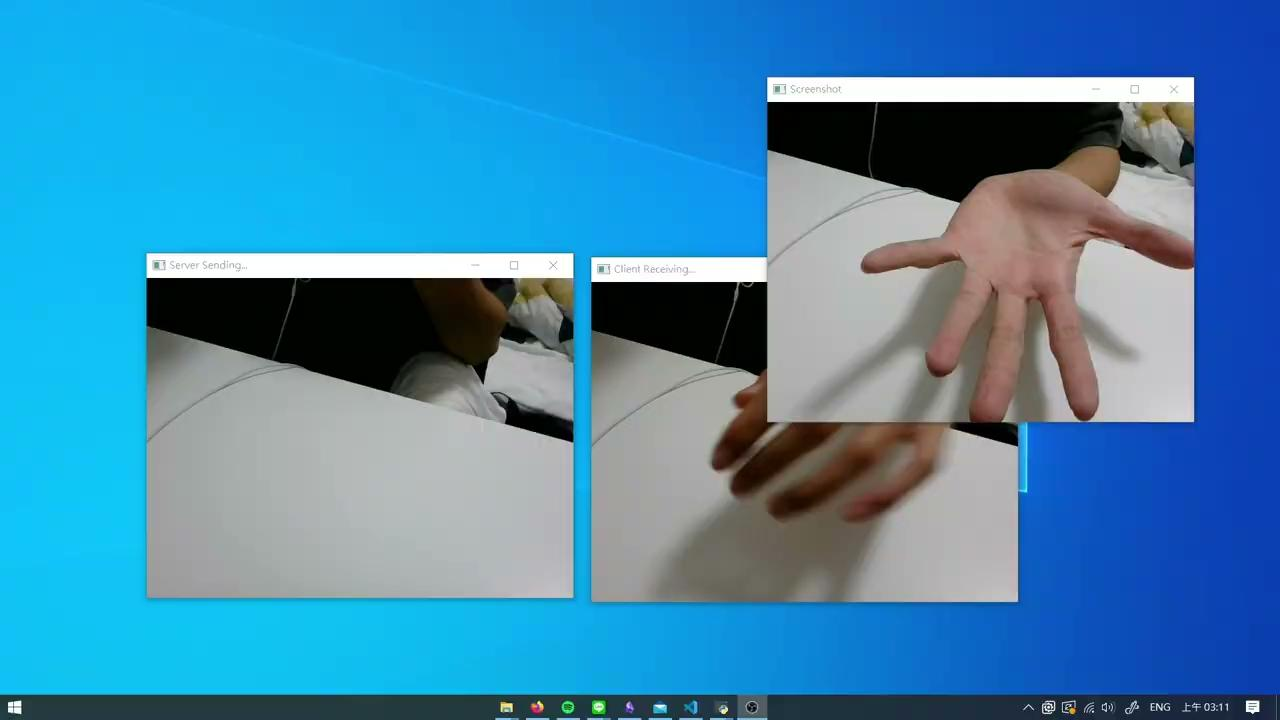 Screenshot
Server Sending...
Client Receiving...
ENG
上午 03:11